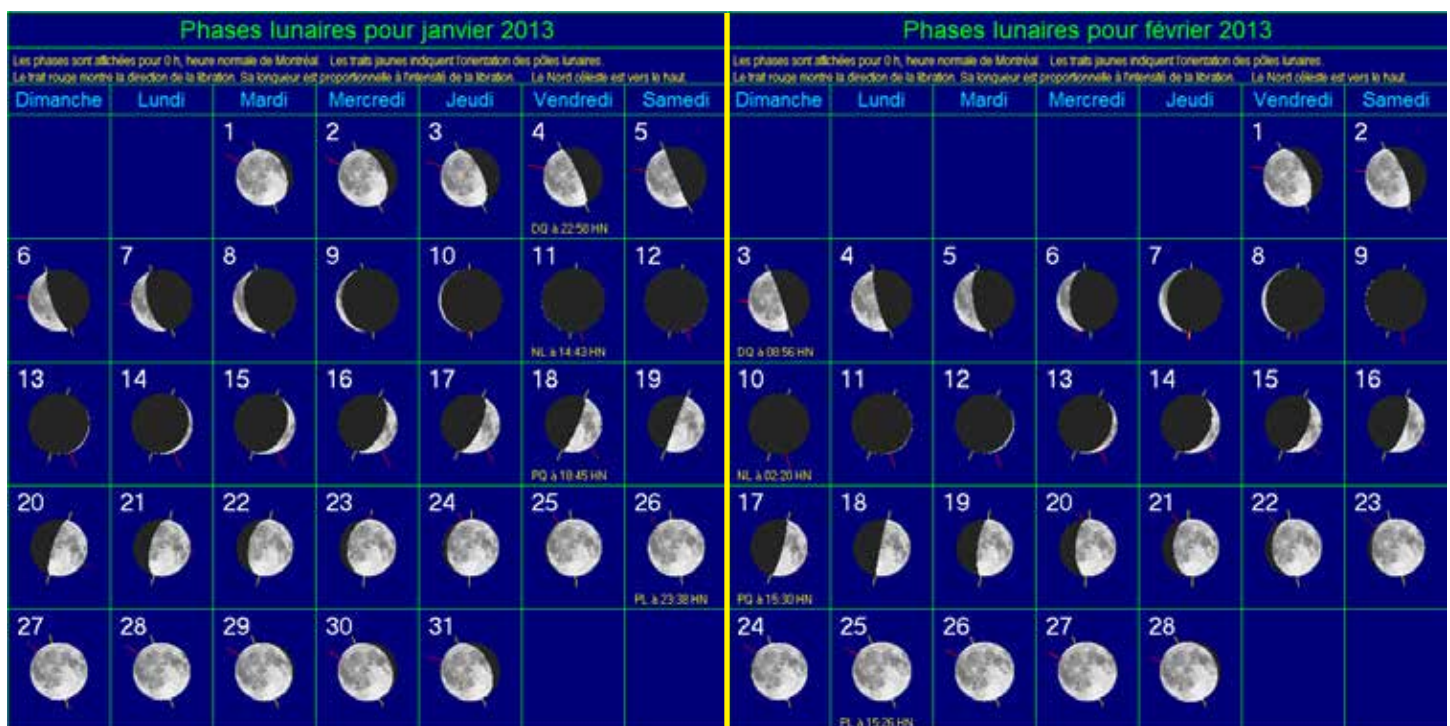 Phases lunaires pour janvier 2013
Les phases sont affichées pour 0 h, heure normale de Montréal. Les traits jaunes indiquent l'orientation des pôles lunaires.
Le trait rouge montre la direction de la libration. Sa longueur est proportionnelle à l'intensité de la libration. Le Nord céleste est vers le haut.
Dimanche Lundi Mardi Mercredi Jeudi Vendredi Samedi
1 2 3 4 5
DQ à 22:58 HN
6 7 8 9 10 11 12
NL à 14:43 HN
13 14 15 16 17 18 19
PQ à 18:45 HN
20 21 22 23 24 25 26
PL à 23:38 HN
27 28 29 30 31
Phases lunaires pour février 2013
Les phases sont affichées pour 0 h, heure normale de Montréal. Les traits jaunes indiquent l'orientation des pôles lunaires.
Le trait rouge montre la direction de la libration. Sa longueur est proportionnelle à l'intensité de la libration. Le Nord céleste est vers le haut.
Dimanche Lundi Mardi Mercredi Jeudi Vendredi Samedi
1 2
3 4 5 6 7 8 9
DQ à 08:56 HN
10 11 12 13 14 15 16
NL à 02:20 HN
17 18 19 20 21 22 23
PQ à 15:30 HN
24 25 26 27 28
PL à 15:26 HN